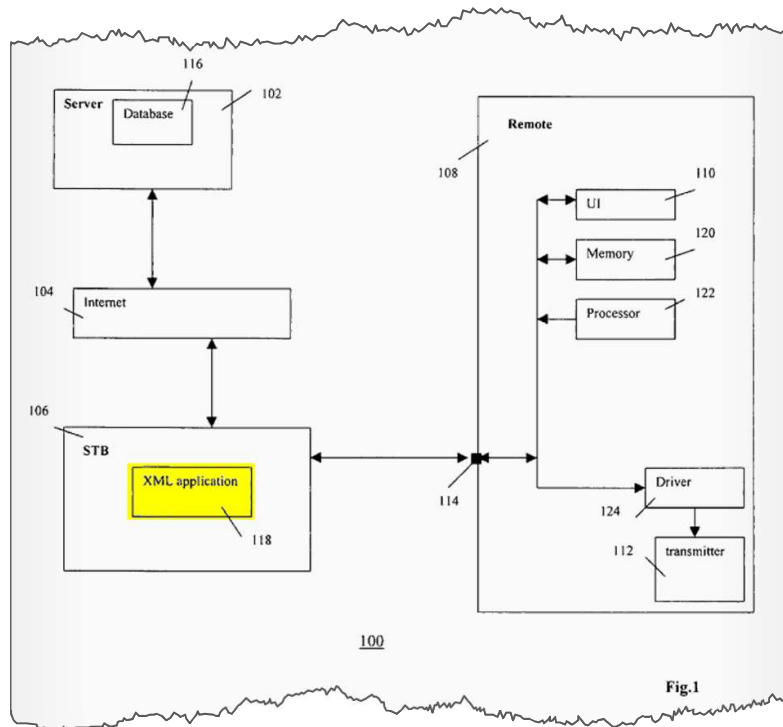 116
Server
102
Database
Remote
108
110
UI
120
Memory
104
Internet
122
Processor
106
STB
XML application
118
114
Driver
124
112
transmitter
100
Fig.1